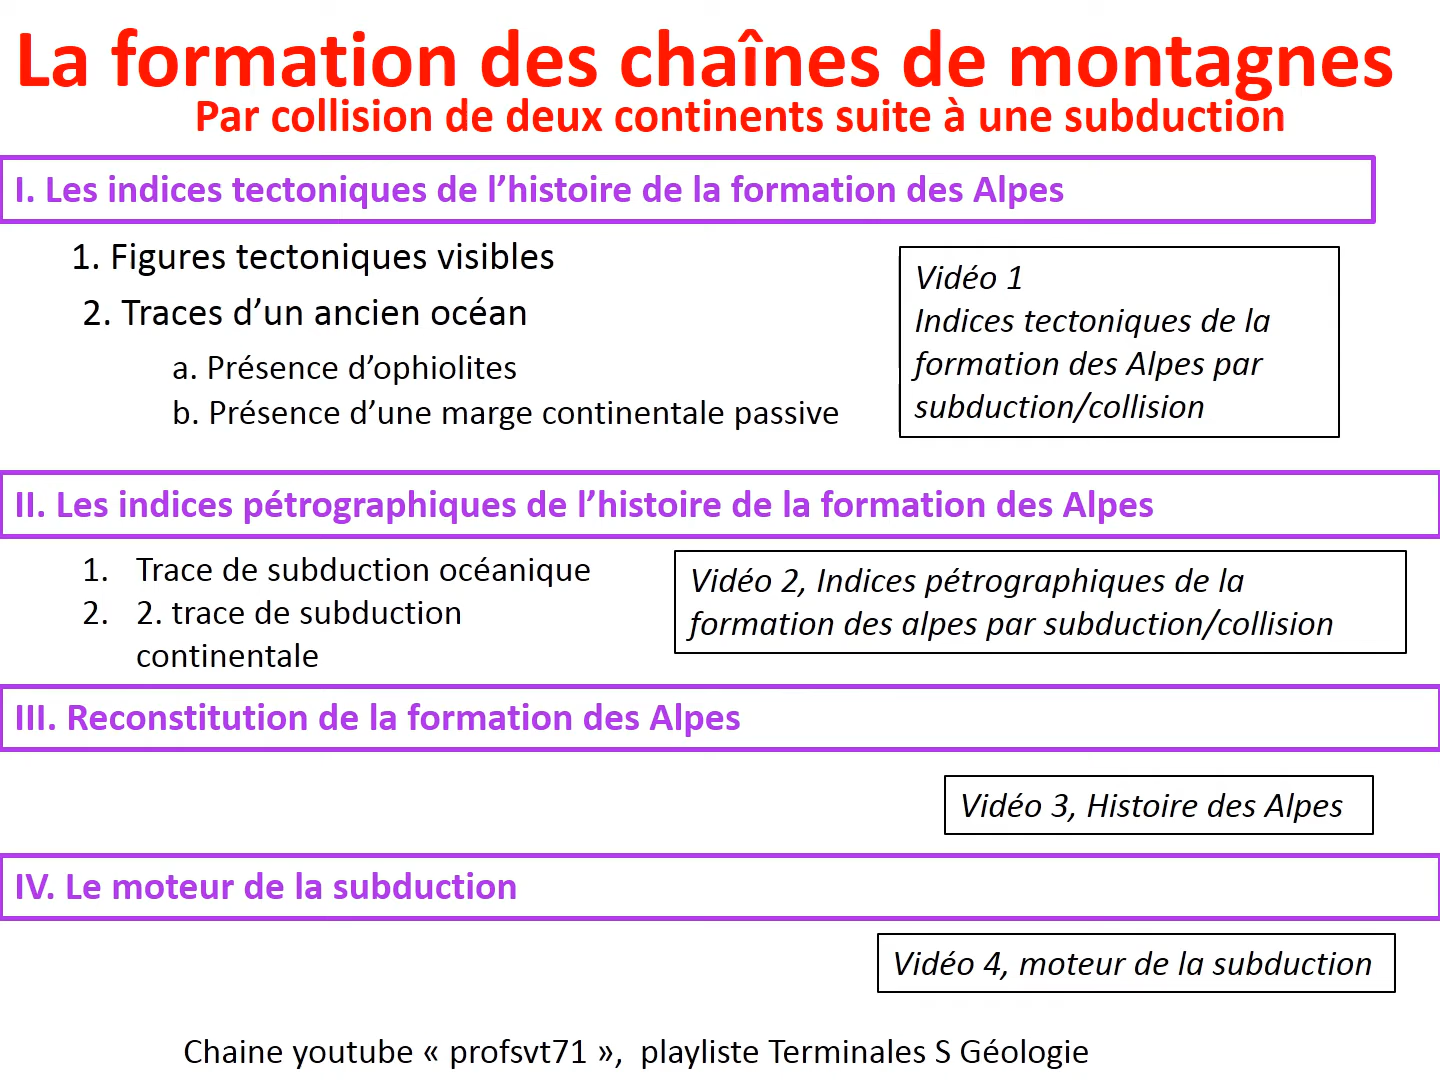 La formation des chaînes de montagnes
Par collision de deux continents suite à une subduction
I. Les indices tectoniques de l’histoire de la formation des Alpes
1. Figures tectoniques visibles
2. Traces d’un ancien océan
a. Présence d’ophiolites
b. Présence d’une marge continentale passive
Vidéo 1
Indices tectoniques de la
formation des Alpes par
subduction/collision
II. Les indices pétrographiques de l’histoire de la formation des Alpes
1. Trace de subduction océanique
2. 2. trace de subduction
continentale
Vidéo 2, Indices pétrographiques de la
formation des alpes par subduction/collision
III. Reconstitution de la formation des Alpes
Vidéo 3, Histoire des Alpes
IV. Le moteur de la subduction
Vidéo 4, moteur de la subduction
Chaine youtube « profsvt71 », playliste Terminales S Géologie